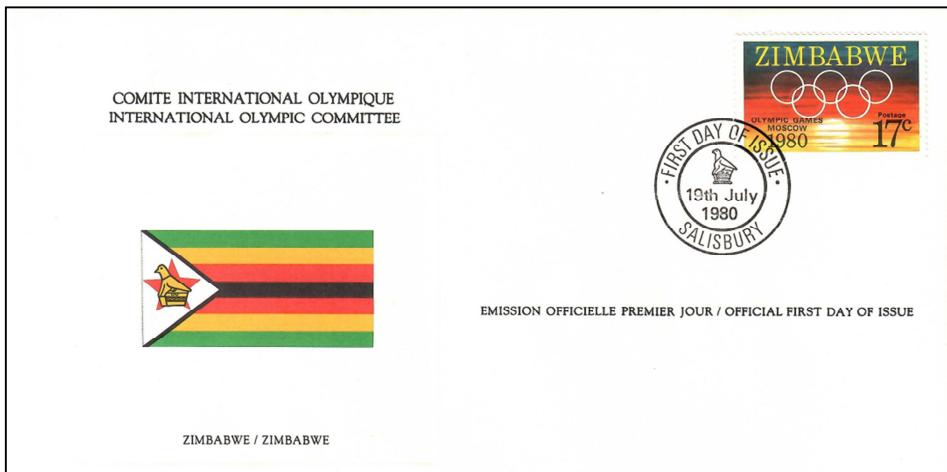 COMITE INTERNATIONAL OLYMPIQUE
INTERNATIONAL OLYMPIC COMMITTEE
ZIMBABWE / ZIMBABWE
ZIMBABWE
OLYMPIC GAMES
MOSCOW
1980
Postage
17c
· FIRST DAY OF ISSUE ·
19th July
1980
SALISBURY
EMISSION OFFICIELLE PREMIER JOUR / OFFICIAL FIRST DAY OF ISSUE